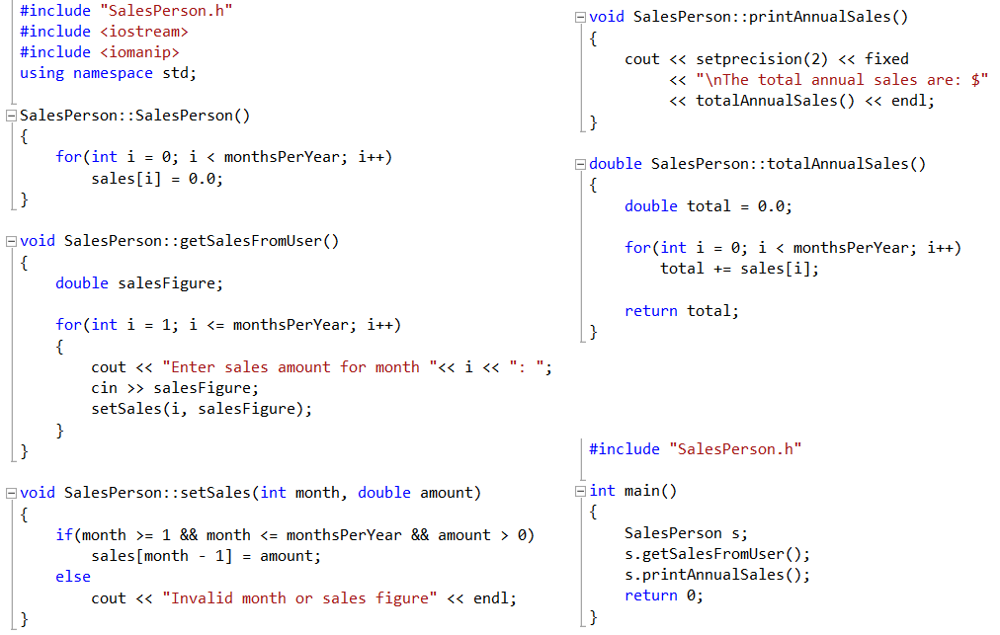 #include "SalesPerson.h"
#include <iostream>
#include <iomanip>
using namespace std;
SalesPerson::SalesPerson()
{
for(int i = 0; i < monthsPerYear; i++)
sales[i] = 0.0;
}
void SalesPerson::getSalesFromUser()
{
double salesFigure;
for(int i = 1; i <= monthsPerYear; i++)
{
cout << "Enter sales amount for month "<< i << ": ";
cin >> salesFigure;
setSales(i, salesFigure);
}
}
void SalesPerson::setSales(int month, double amount)
{
if(month >= 1 && month <= monthsPerYear && amount > 0)
sales[month - 1] = amount;
else
cout << "Invalid month or sales figure" << endl;
}
void SalesPerson::printAnnualSales()
{
cout << setprecision(2) << fixed
<< "\nThe total annual sales are: $"
<< totalAnnualSales() << endl;
}
double SalesPerson::totalAnnualSales()
{
double total = 0.0;
for(int i = 0; i < monthsPerYear; i++)
total += sales[i];
return total;
}
#include "SalesPerson.h"
int main()
{
SalesPerson s;
s.getSalesFromUser();
s.printAnnualSales();
return 0;
}